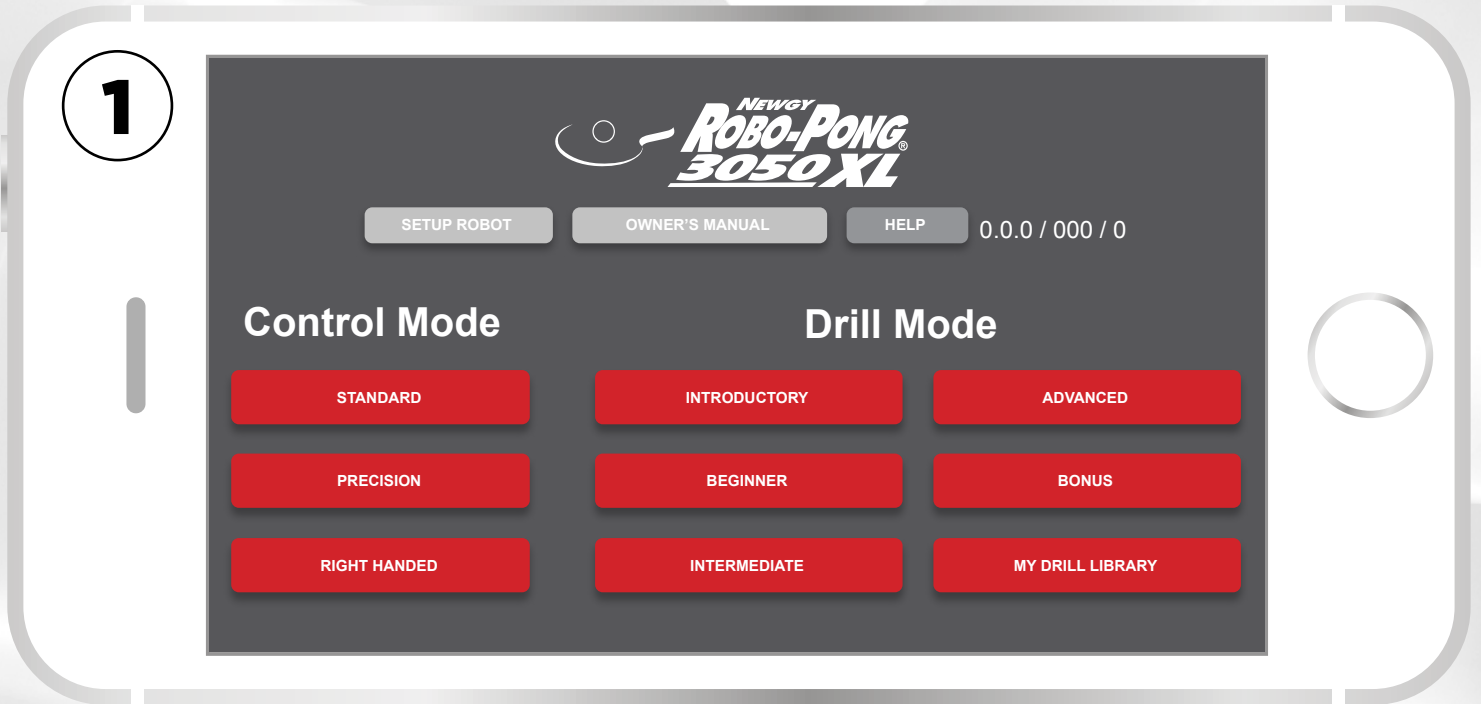 1
NEWGY
ROBO-PONG®
3050XL
SETUP ROBOT
OWNER'S MANUAL
HELP
0.0.0 / 000 / 0
Control Mode
STANDARD
PRECISION
RIGHT HANDED
Drill Mode
INTRODUCTORY
ADVANCED
BEGINNER
BONUS
INTERMEDIATE
MY DRILL LIBRARY